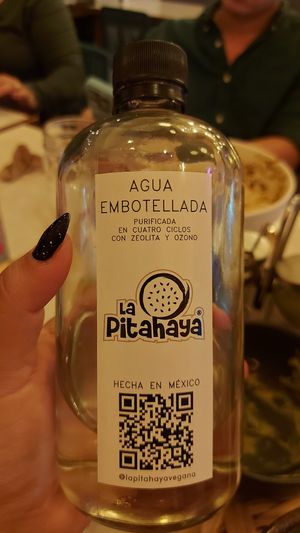 AGUA
EMBOTELLADA
PURIFICADA
EN CUATRO CICLOS
CON ZEOLITA Y OZONO
La
Pitahaya®
HECHA EN MÉXICO
@lapitahayavegana